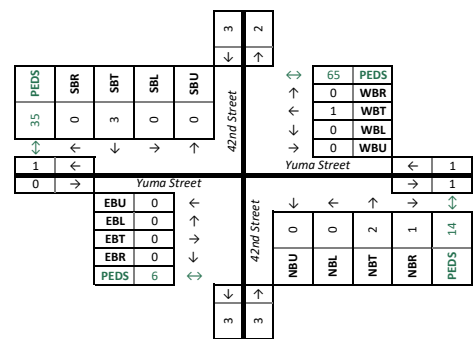 3 2
↓ ↑
PEDS SBR SBT SBL SBU
35 0 3 0 0
↕ ← ↓ → ↑
42nd Street
↔ 65 PEDS
↑ 0 WBR
← 1 WBT
↓ 0 WBL
→ 0 WBU
1 ←
0 →
Yuma Street
Yuma Street
← 1
→ 1
EBU 0 ←
EBL 0 ↑
EBT 0 →
EBR 0 ↓
PEDS 6 ↔
42nd Street
↓ ← ↑ → ↕
0 0 2 1 14
NBU NBL NBT NBR PEDS
↓ ↑
3 3